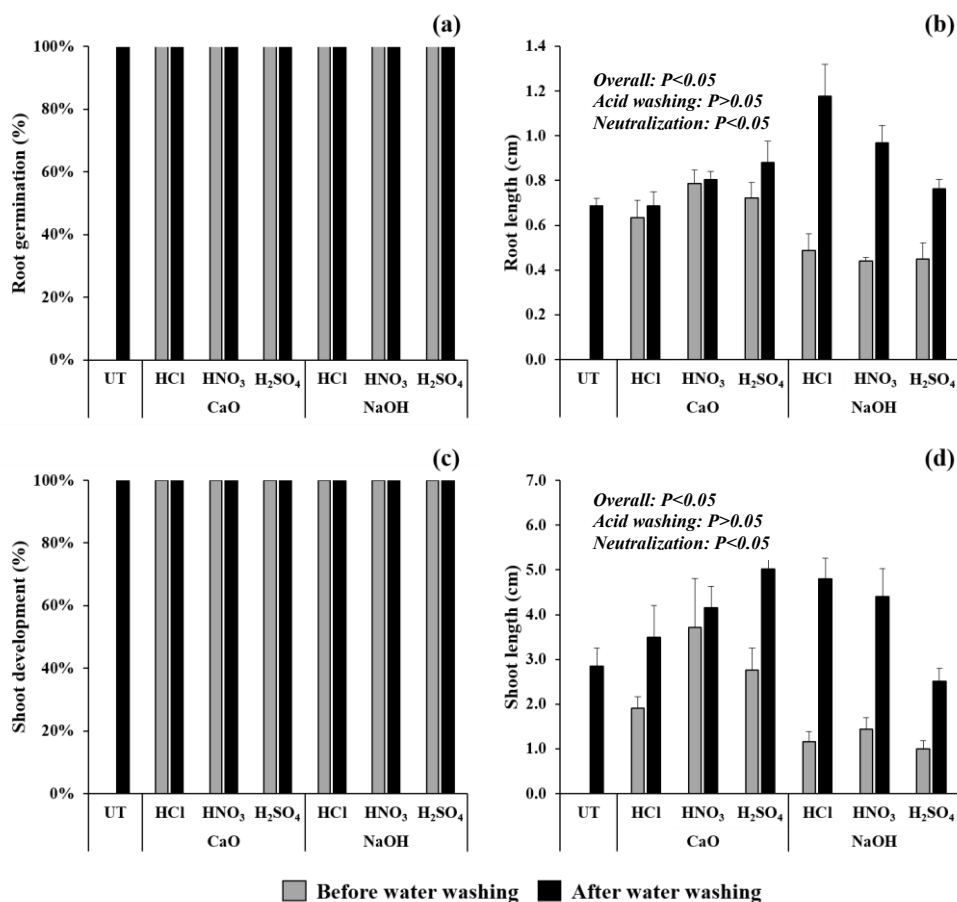 (a)
100%
80%
60%
40%
20%
0%
Root germination (%)
UT HCl HNO₃ H₂SO₄ HCl HNO₃ H₂SO₄
CaO NaOH
(b)
1.4
1.2
1.0
0.8
0.6
0.4
0.2
0.0
Root length (cm)
Overall: P<0.05
Acid washing: P>0.05
Neutralization: P<0.05
UT HCl HNO₃ H₂SO₄ HCl HNO₃ H₂SO₄
CaO NaOH
(c)
100%
80%
60%
40%
20%
0%
Shoot development (%)
UT HCl HNO₃ H₂SO₄ HCl HNO₃ H₂SO₄
CaO NaOH
(d)
7.0
6.0
5.0
4.0
3.0
2.0
1.0
0.0
Shoot length (cm)
Overall: P<0.05
Acid washing: P>0.05
Neutralization: P<0.05
UT HCl HNO₃ H₂SO₄ HCl HNO₃ H₂SO₄
CaO NaOH
Before water washing After water washing